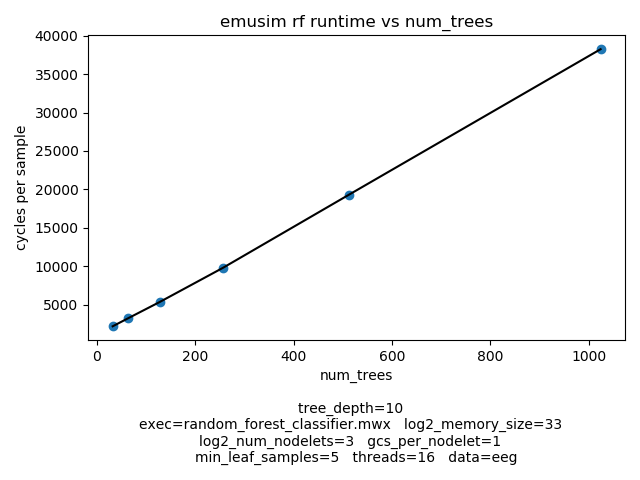 emusim rf runtime vs num_trees
40000
35000
30000
25000
20000
15000
10000
5000
cycles per sample
0 200 400 600 800 1000
num_trees
tree_depth=10
exec=random_forest_classifier.mwx log2_memory_size=33
log2_num_nodelets=3 gcs_per_nodelet=1
min_leaf_samples=5 threads=16 data=eeg